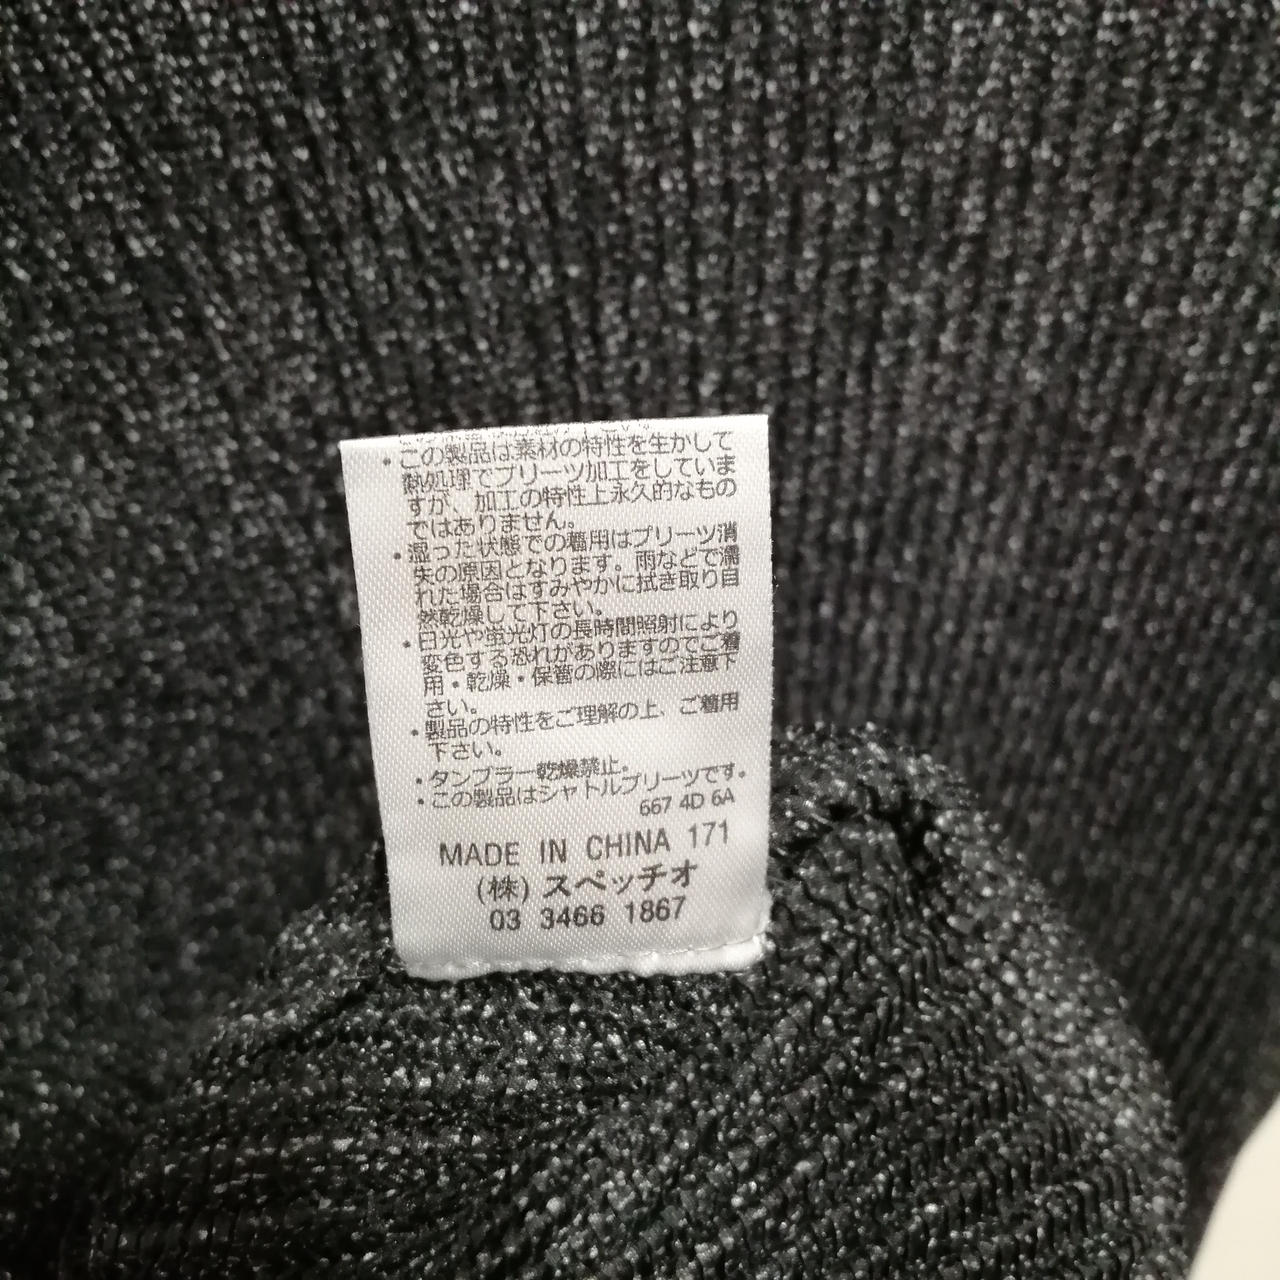 ・この製品は素材の特性を生かして
熱処理でプリーツ加工をしていま
すが、加工の特性上永久的なもの
ではありません。
・湿った状態での着用はプリーツ消
失の原因となります。雨などで濡
れた場合はすみやかに拭き取り自
然乾燥して下さい。
・日光や蛍光灯の長時間照射により
変色する恐れがありますのでご着
用・乾燥・保管の際にはご注意下
さい。
・製品の特性をご理解の上、ご着用
下さい。
・タンブラー乾燥禁止。
・この製品はシャトルプリーツです。
667 4D 6A
MADE IN CHINA 171
(株) スペッチオ
03 3466 1867